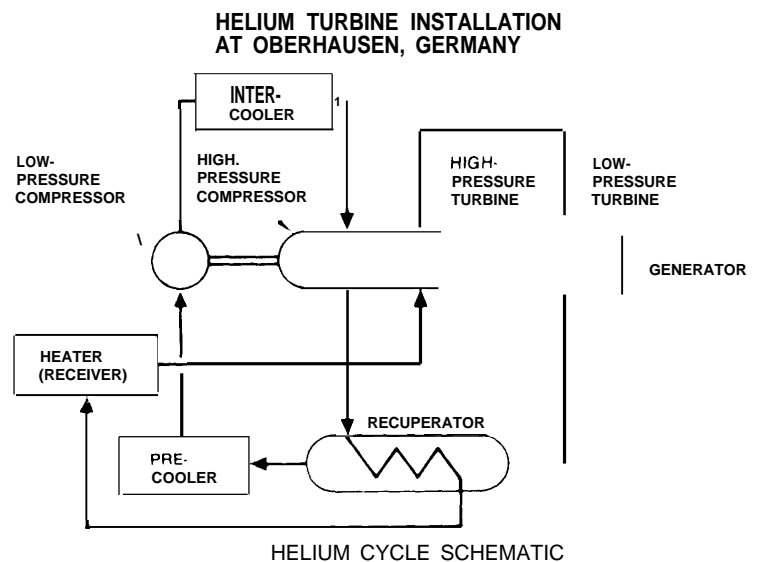 HELIUM TURBINE INSTALLATION
AT OBERHAUSEN, GERMANY
INTER-
COOLER
1
LOW-
PRESSURE
COMPRESSOR
HIGH.
PRESSURE
COMPRESSOR
HIGH-
PRESSURE
TURBINE
LOW-
PRESSURE
TURBINE
GENERATOR
HEATER
(RECEIVER)
RECUPERATOR
PRE-
COOLER
HELIUM CYCLE SCHEMATIC